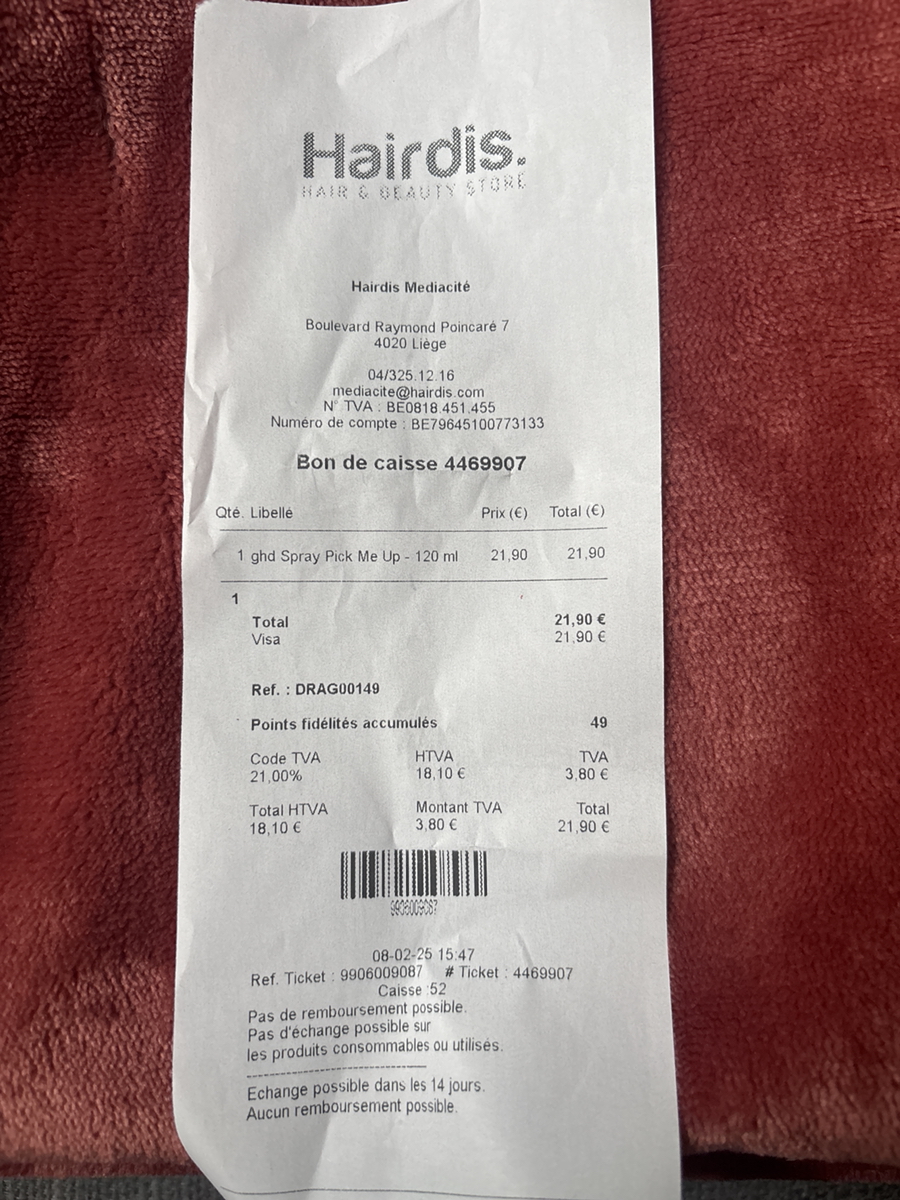 Hairdis.
HAIR & BEAUTY STORE
Hairdis Mediacité
Boulevard Raymond Poincaré 7
4020 Liège
04/325.12.16
mediacite@hairdis.com
N° TVA : BE0818.451.455
Numéro de compte : BE79645100773133
Bon de caisse 4469907
Qté. Libellé Prix (€) Total (€)
1 ghd Spray Pick Me Up - 120 ml 21,90 21,90
1
Total 21,90 €
Visa 21,90 €
Ref. : DRAG00149
Points fidélités accumulés 49
Code TVA HTVA TVA
21,00% 18,10 € 3,80 €
Total HTVA Montant TVA Total
18,10 € 3,80 € 21,90 €
9906009087
08-02-25 15:47
Ref. Ticket : 9906009087 # Ticket : 4469907
Caisse :52
Pas de remboursement possible.
Pas d'échange possible sur
les produits consommables ou utilisés.
Echange possible dans les 14 jours.
Aucun remboursement possible.